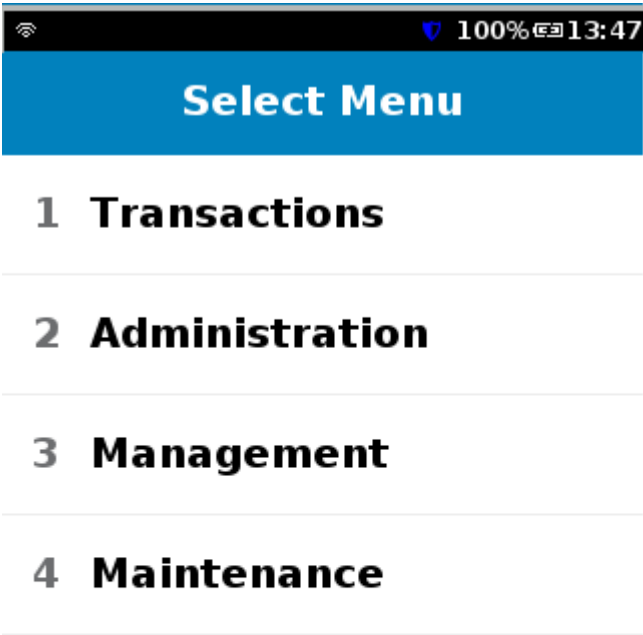 100% 13:47
Select Menu
1 Transactions
2 Administration
3 Management
4 Maintenance